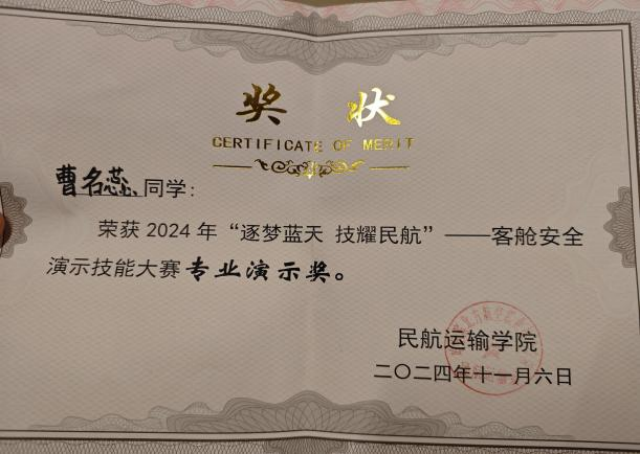 奖 状
CERTIFICATE OF MERIT
曹名蕊 同学：
荣获 2024 年“逐梦蓝天 技耀民航”——客舱安全
演示技能大赛专业演示奖。
民航运输学院
二〇二四年十一月六日